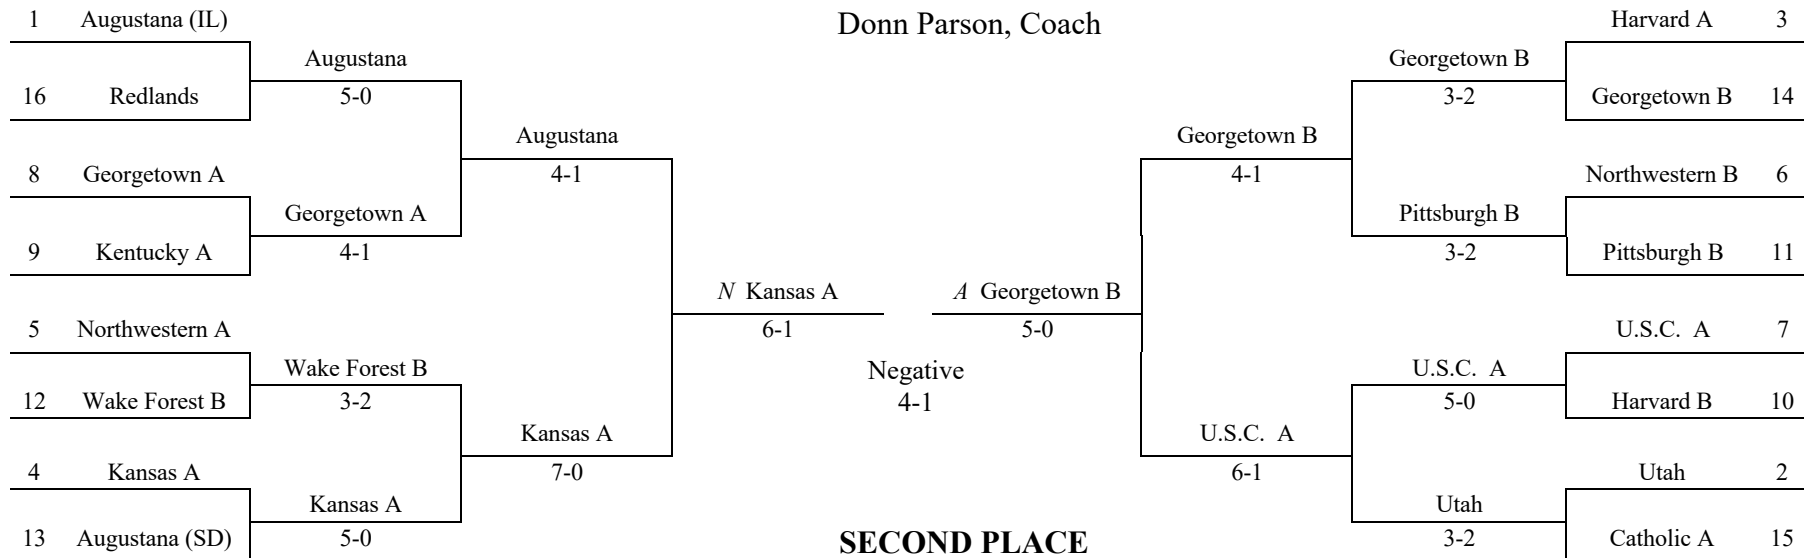 1 Augustana (IL)
Donn Parson, Coach
Harvard A 3
Augustana
Georgetown B
16 Redlands
5-0
3-2
Georgetown B 14
Augustana
Georgetown B
8 Georgetown A
4-1
4-1
Northwestern B 6
Georgetown A
Pittsburgh B
9 Kentucky A
4-1
3-2
Pittsburgh B 11
N Kansas A
A Georgetown B
5 Northwestern A
6-1
5-0
U.S.C. A 7
Wake Forest B
Negative
U.S.C. A
12 Wake Forest B
3-2
4-1
5-0
Harvard B 10
Kansas A
U.S.C. A
4 Kansas A
7-0
6-1
Utah 2
Kansas A
Utah
13 Augustana (SD)
5-0
SECOND PLACE
3-2
Catholic A 15